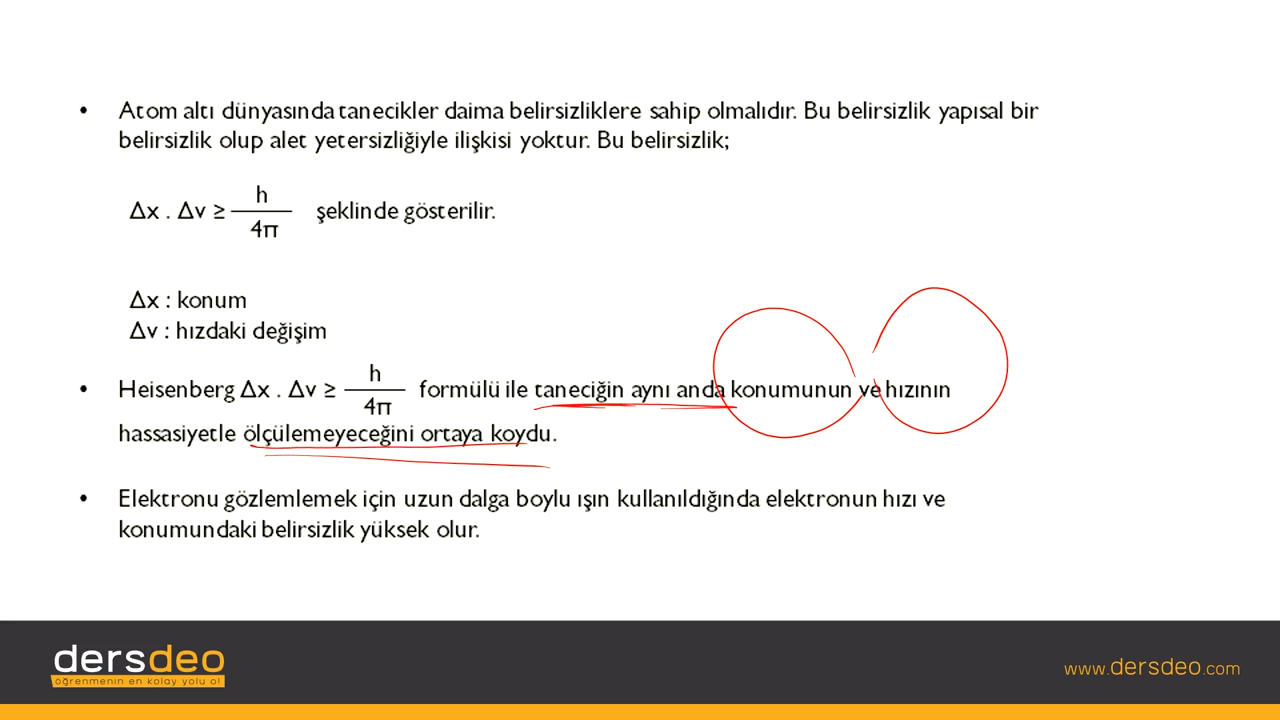 • Atom altı dünyasında tanecikler daima belirsizliklere sahip olmalıdır. Bu belirsizlik yapısal bir
belirsizlik olup alet yetersizliğiyle ilişkisi yoktur. Bu belirsizlik;
Δx . Δv ≥ h/4π şeklinde gösterilir.
Δx : konum
Δv : hızdaki değişim
• Heisenberg Δx . Δv ≥ h/4π formülü ile taneciğin aynı anda konumunun ve hızının
hassasiyetle ölçülemeyeceğini ortaya koydu.
• Elektronu gözlemlemek için uzun dalga boylu ışın kullanıldığında elektronun hızı ve
konumundaki belirsizlik yüksek olur.
dersdeo
öğrenmenin en kolay yolu o!
www.dersdeo.com